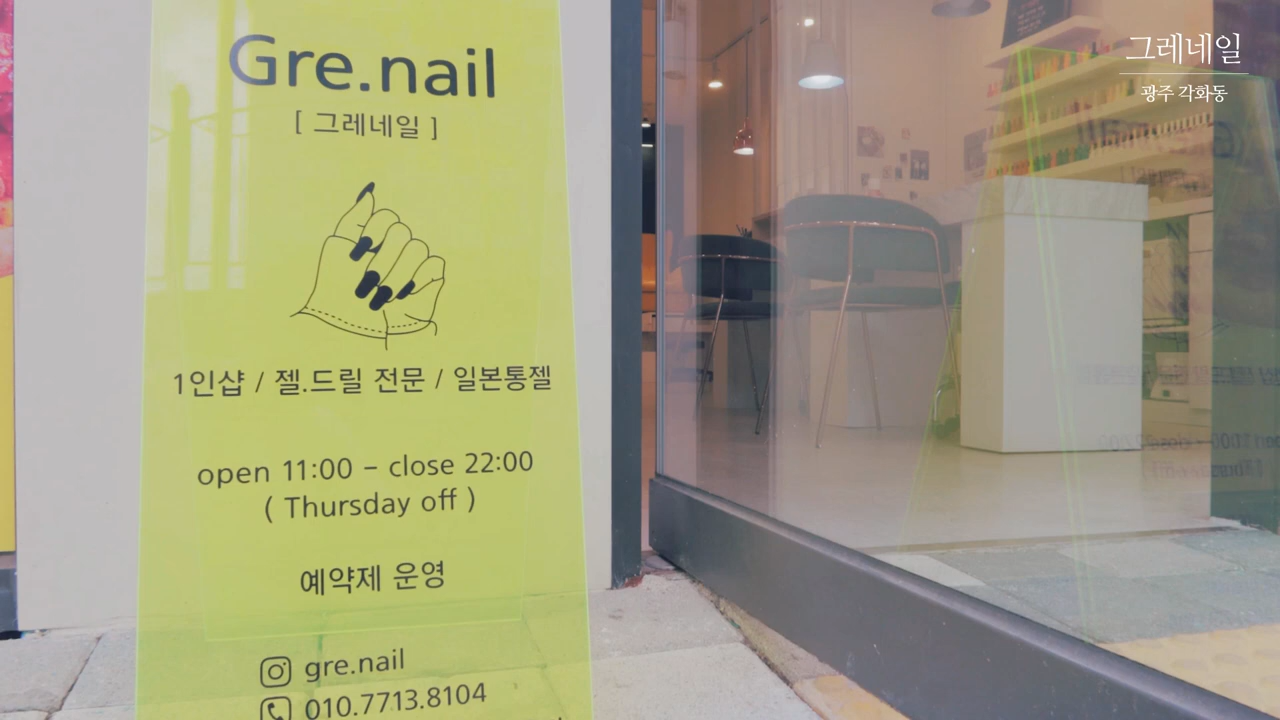 Gre.nail
[ 그레네일 ]
1인샵 / 젤.드릴 전문 / 일본통젤
open 11:00 - close 22:00
( Thursday off )
예약제 운영
gre.nail
010.7713.8104
그레네일
광주 각화동